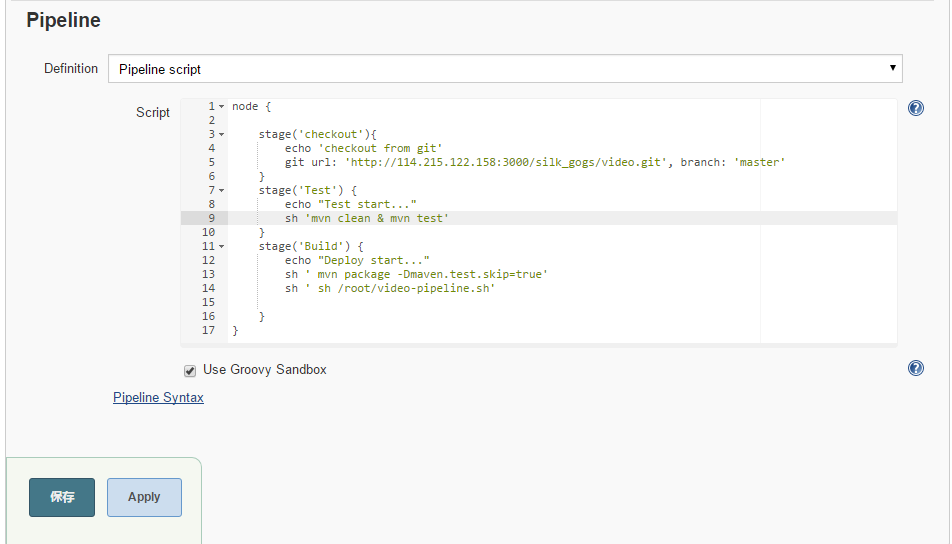 Pipeline
Definition Pipeline script
Script
1 node {
2
3 stage('checkout'){
4 echo 'checkout from git'
5 git url: 'http://114.215.122.158:3000/silk_gogs/video.git', branch: 'master'
6 }
7 stage('Test') {
8 echo "Test start..."
9 sh 'mvn clean & mvn test'
10 }
11 stage('Build') {
12 echo "Deploy start..."
13 sh ' mvn package -Dmaven.test.skip=true'
14 sh ' sh /root/video-pipeline.sh'
15
16 }
17 }
Use Groovy Sandbox
Pipeline Syntax
保存 Apply